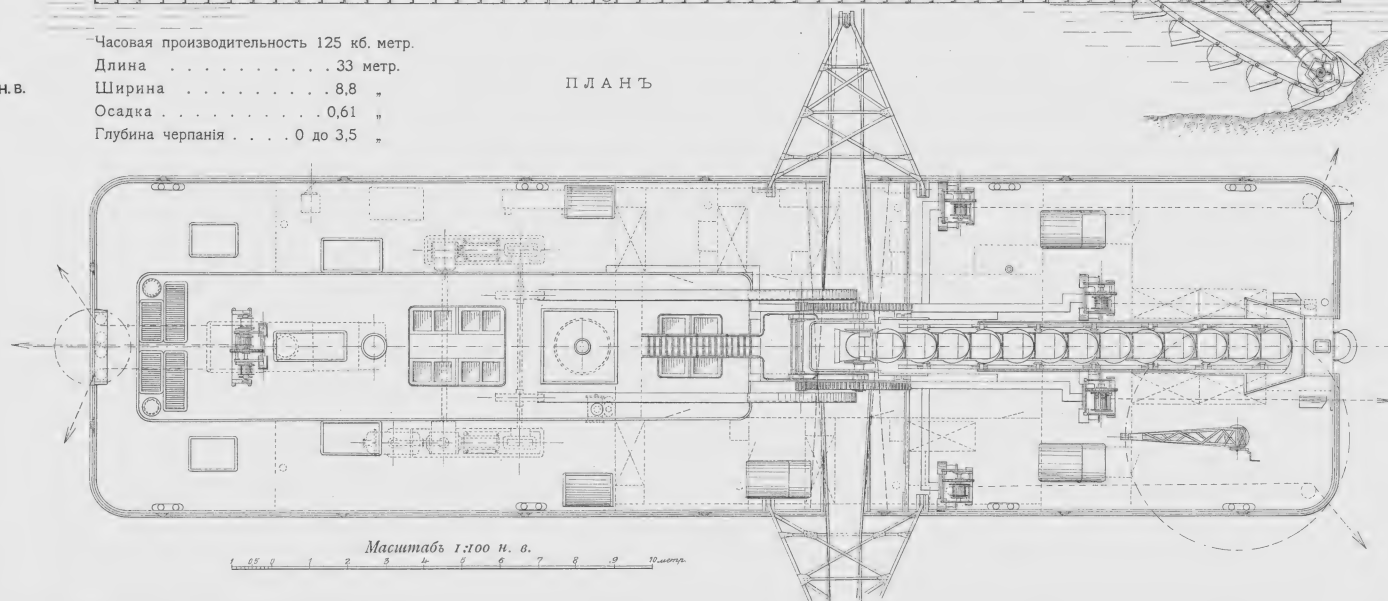 Часовая производительность 125 кб. метр.
Длина . . . . . . . . . . 33 метр.
Ширина . . . . . . . . . 8,8 „
Осадка . . . . . . . . . . 0,61 „
Глубина черпанія . . . . 0 до 3,5 „
н. в.
ПЛАНЪ
Масштабъ 1:100 н. в.
1 0,5 0 1 2 3 4 5 6 7 8 9 10 метр.